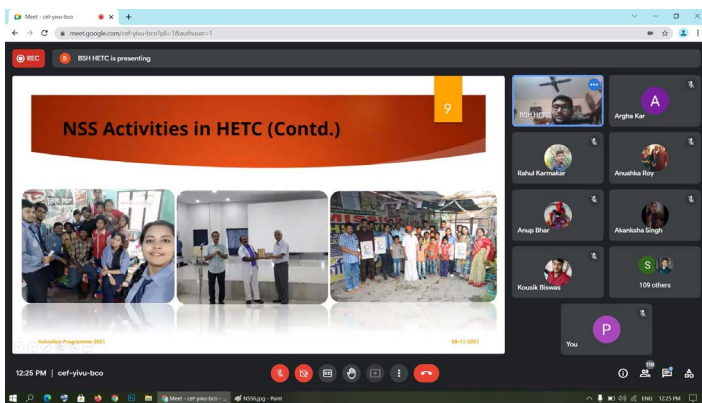 Meet - cef-yivu-bco
meet.google.com/cef-yivu-bco?pli=1&authuser=1
REC
B
BSH HETC is presenting
9
NSS Activities in HETC (Contd.)
Induction Programme 2021
08-11-2021
BSH HETC
A
Argha Kar
Rahul Karmakar
Anushka Roy
Anup Bhar
Akanksha Singh
Kousik Biswas
S
109 others
P
You
12:25 PM | cef-yivu-bco
Meet - cef-yivu-bco - ...
NSS6.jpg - Paint
ENG
12:25 PM